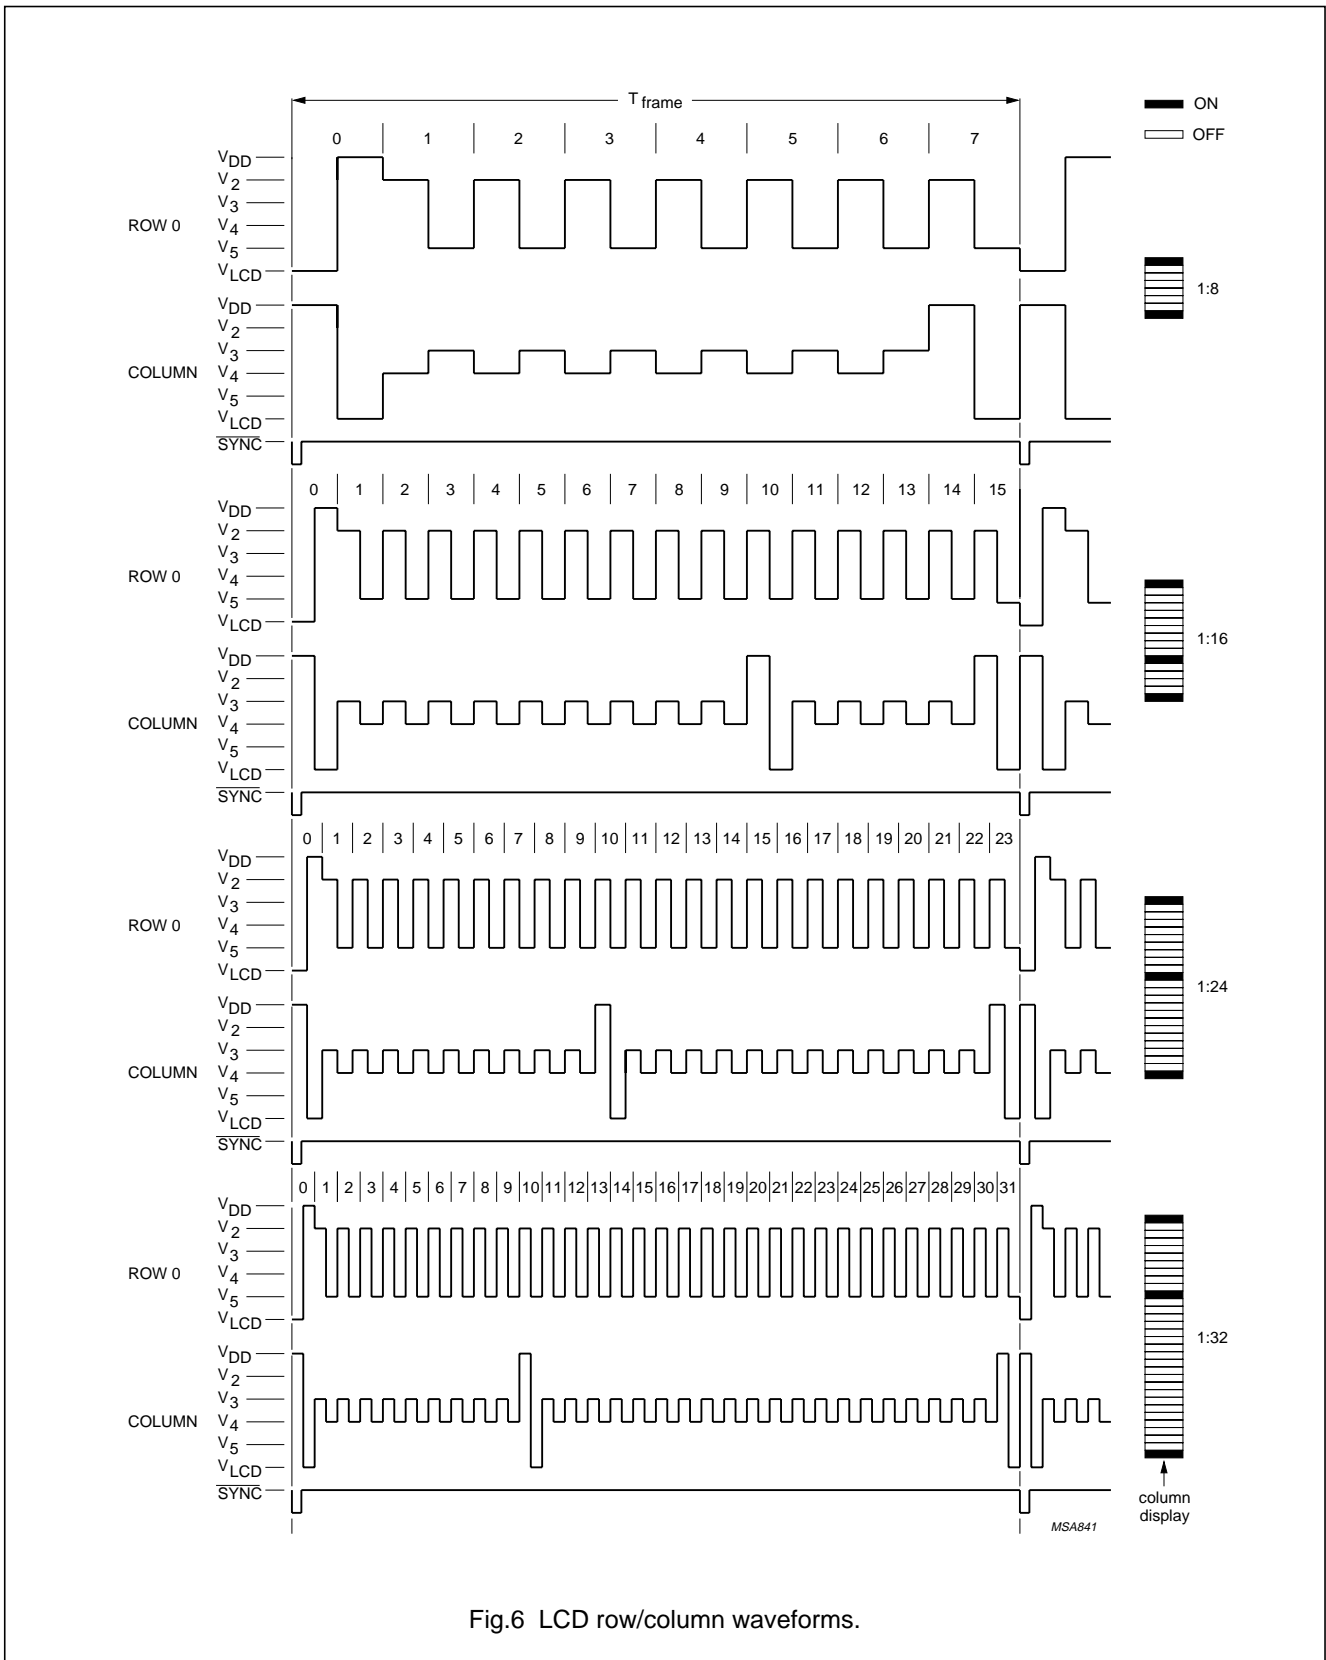 T frame
ON
OFF
0 1 2 3 4 5 6 7
ROW 0
VDD
V2
V3
V4
V5
VLCD
1:8
COLUMN
VDD
V2
V3
V4
V5
VLCD
SYNC
0 1 2 3 4 5 6 7 8 9 10 11 12 13 14 15
ROW 0
VDD
V2
V3
V4
V5
VLCD
1:16
COLUMN
VDD
V2
V3
V4
V5
VLCD
SYNC
0 1 2 3 4 5 6 7 8 9 10 11 12 13 14 15 16 17 18 19 20 21 22 23
ROW 0
VDD
V2
V3
V4
V5
VLCD
1:24
COLUMN
VDD
V2
V3
V4
V5
VLCD
SYNC
0 1 2 3 4 5 6 7 8 9 10 11 12 13 14 15 16 17 18 19 20 21 22 23 24 25 26 27 28 29 30 31
ROW 0
VDD
V2
V3
V4
V5
VLCD
1:32
COLUMN
VDD
V2
V3
V4
V5
VLCD
SYNC
column
display
MSA841
Fig.6 LCD row/column waveforms.